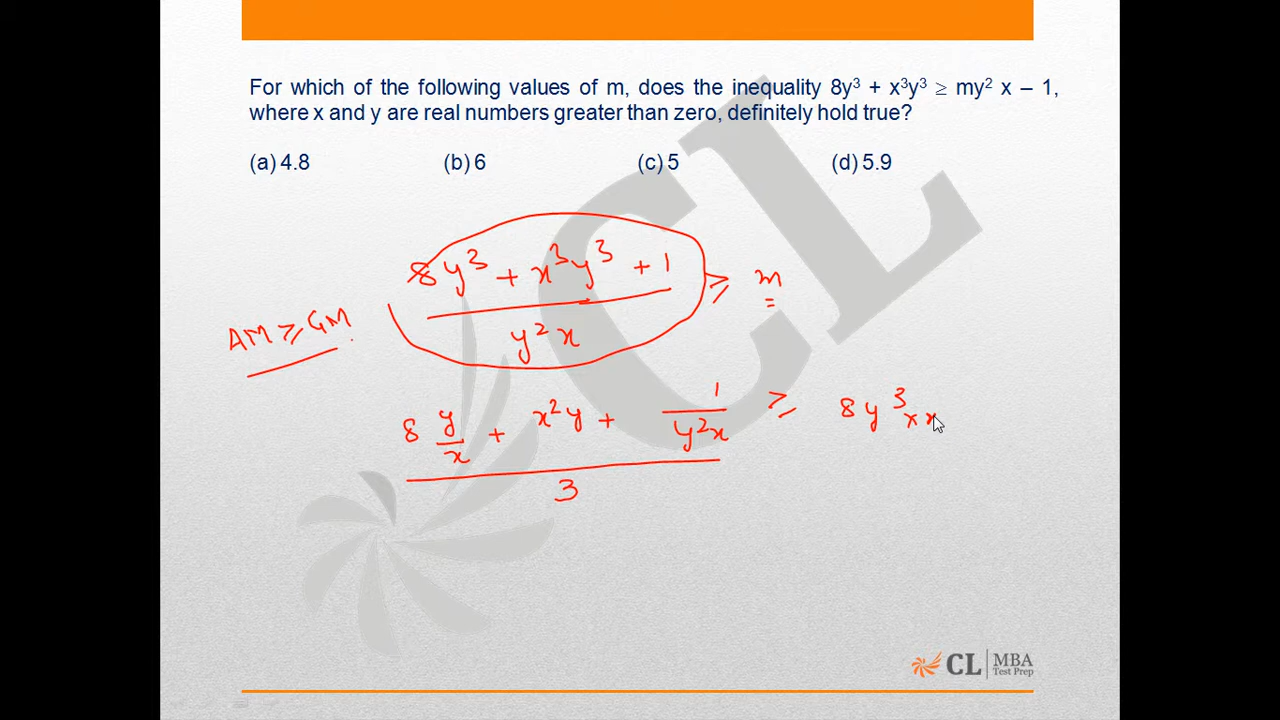 For which of the following values of m, does the inequality 8y³ + x³y³ ≥ my² x – 1,
where x and y are real numbers greater than zero, definitely hold true?
(a) 4.8 (b) 6 (c) 5 (d) 5.9
8y³ + x³y³ + 1 ≥ m
y²x
AM ≥ GM
8 y/x + x²y + 1/y²x ≥ 8y³ x x
3
CL MBA
Test Prep
CL